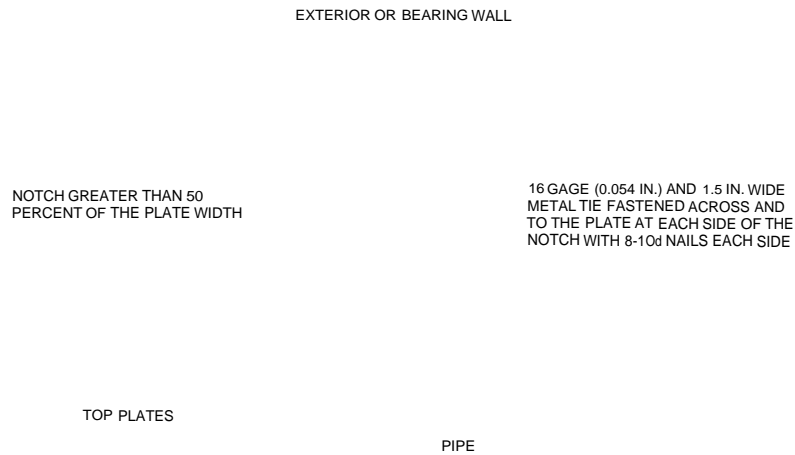 EXTERIOR OR BEARING WALL
NOTCH GREATER THAN 50
PERCENT OF THE PLATE WIDTH
16 GAGE (0.054 IN.) AND 1.5 IN. WIDE
METAL TIE FASTENED ACROSS AND
TO THE PLATE AT EACH SIDE OF THE
NOTCH WITH 8-10d NAILS EACH SIDE
TOP PLATES
PIPE